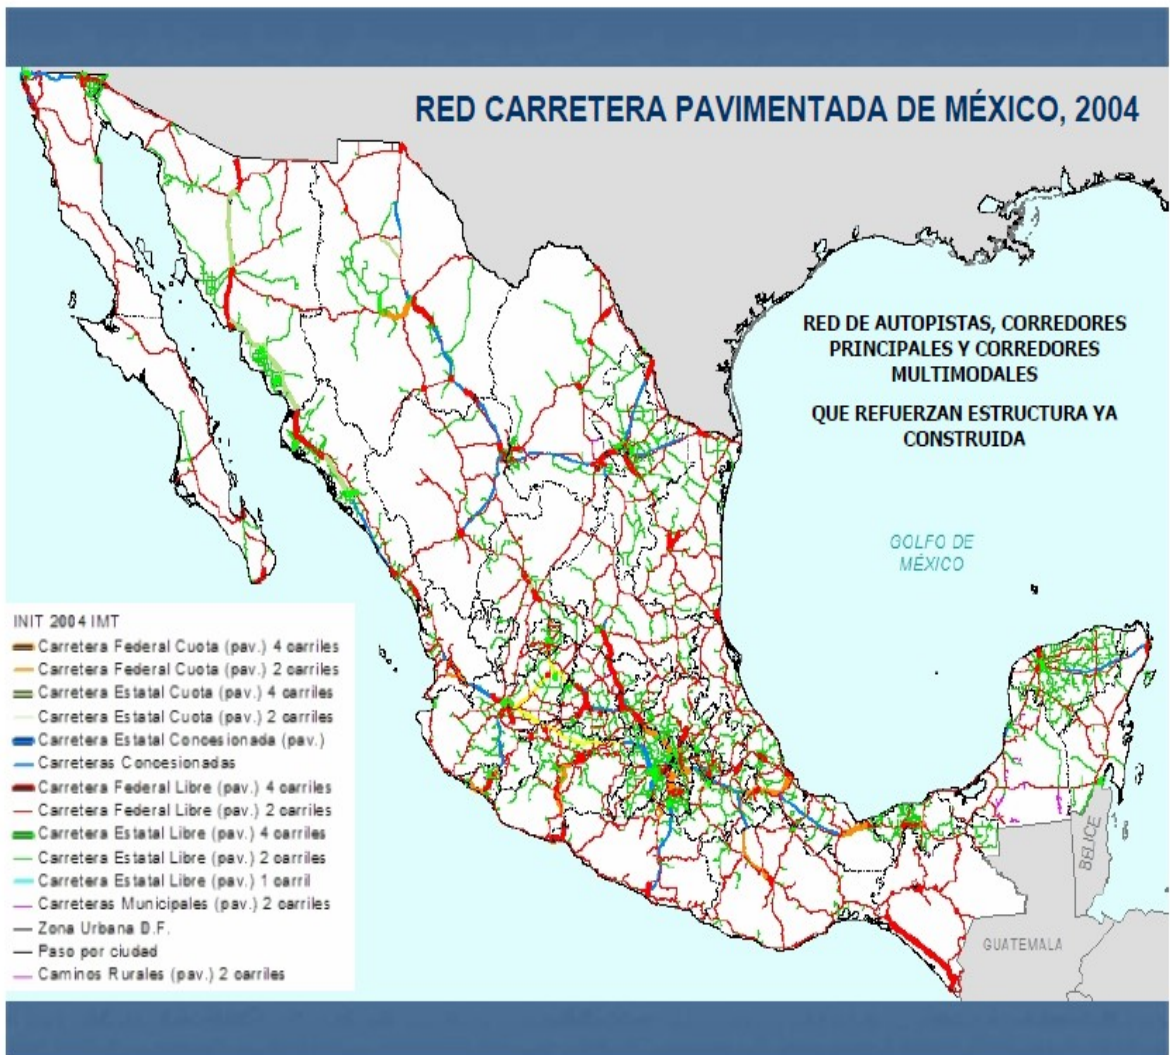 RED CARRETERA PAVIMENTADA DE MÉXICO, 2004
RED DE AUTOPISTAS, CORREDORES
PRINCIPALES Y CORREDORES
MULTIMODALES
QUE REFUERZAN ESTRUCTURA YA
CONSTRUIDA
GOLFO DE
MÉXICO
INIT 2004 IMT
Carretera Federal Cuota (pav.) 4 carriles
Carretera Federal Cuota (pav.) 2 carriles
Carretera Estatal Cuota (pav.) 4 carriles
Carretera Estatal Cuota (pav.) 2 carriles
Carretera Estatal Concesionada (pav.)
Carreteras Concesionadas
Carretera Federal Libre (pav.) 4 carriles
Carretera Federal Libre (pav.) 2 carriles
Carretera Estatal Libre (pav.) 4 carriles
Carretera Estatal Libre (pav.) 2 carriles
Carretera Estatal Libre (pav.) 1 carril
Carreteras Municipales (pav.) 2 carriles
Zona Urbana D.F.
Paso por ciudad
Caminos Rurales (pav.) 2 carriles
BELICE
GUATEMALA